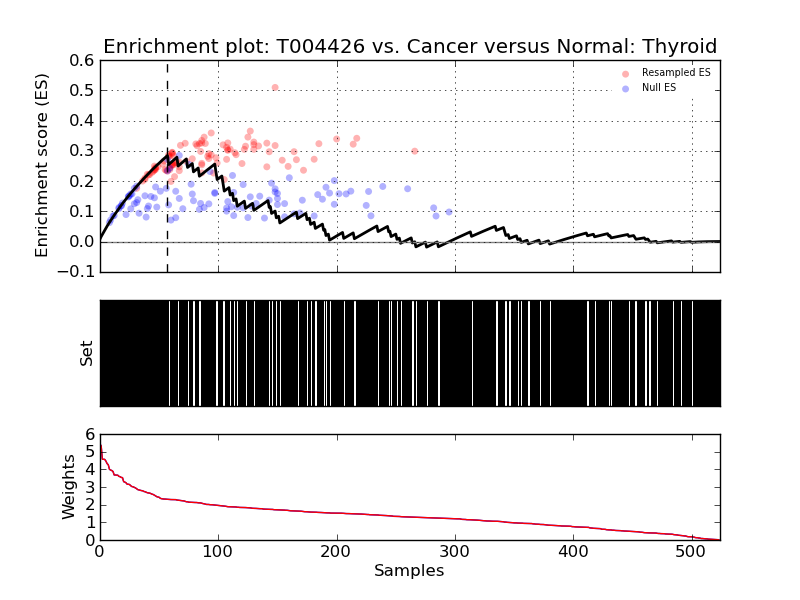 Enrichment plot: T004426 vs. Cancer versus Normal: Thyroid
Enrichment score (ES)
0.6
0.5
0.4
0.3
0.2
0.1
0.0
−0.1
Resampled ES
Null ES
Set
Weights
6
5
4
3
2
1
0
0 100 200 300 400 500
Samples